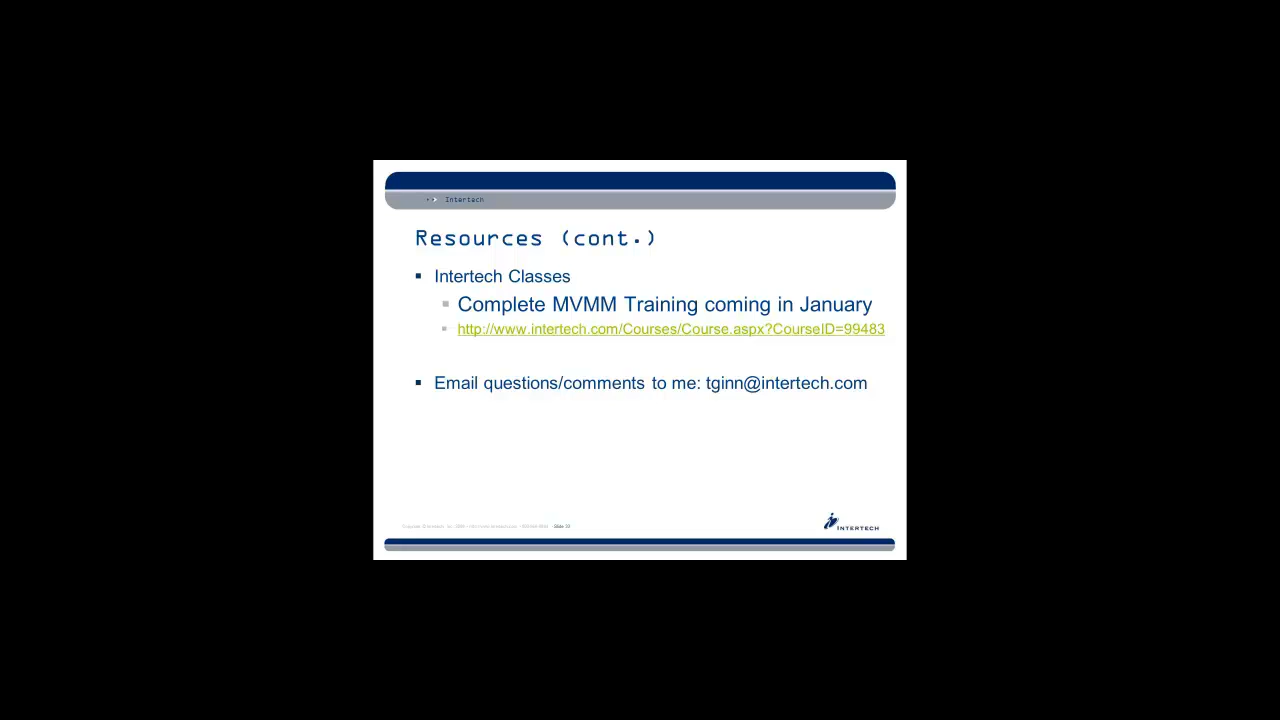 Intertech
Resources (cont.)
Intertech Classes
Complete MVMM Training coming in January
http://www.intertech.com/Courses/Course.aspx?CourseID=99483
Email questions/comments to me: tginn@intertech.com
INTERTECH